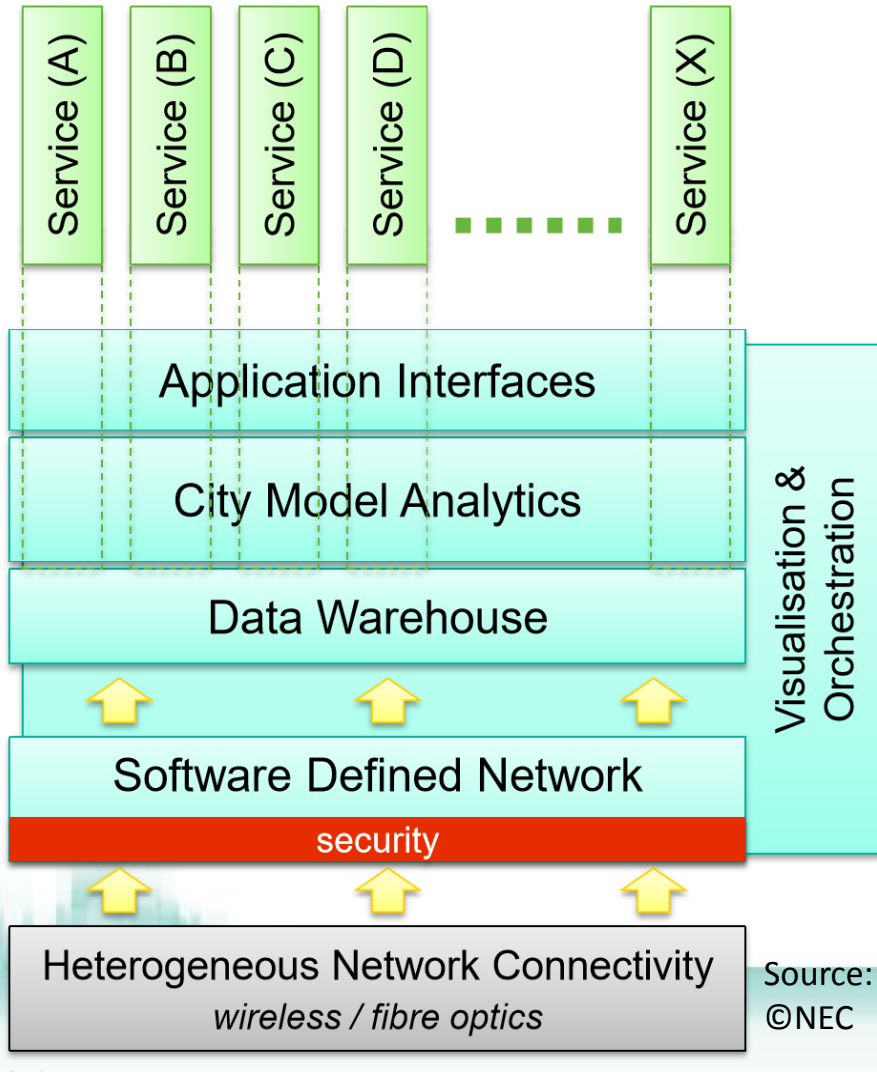 Service (A)
Service (B)
Service (C)
Service (D)
Service (X)
Application Interfaces
City Model Analytics
Data Warehouse
Visualisation &
Orchestration
Software Defined Network
security
Heterogeneous Network Connectivity
wireless / fibre optics
Source:
©NEC